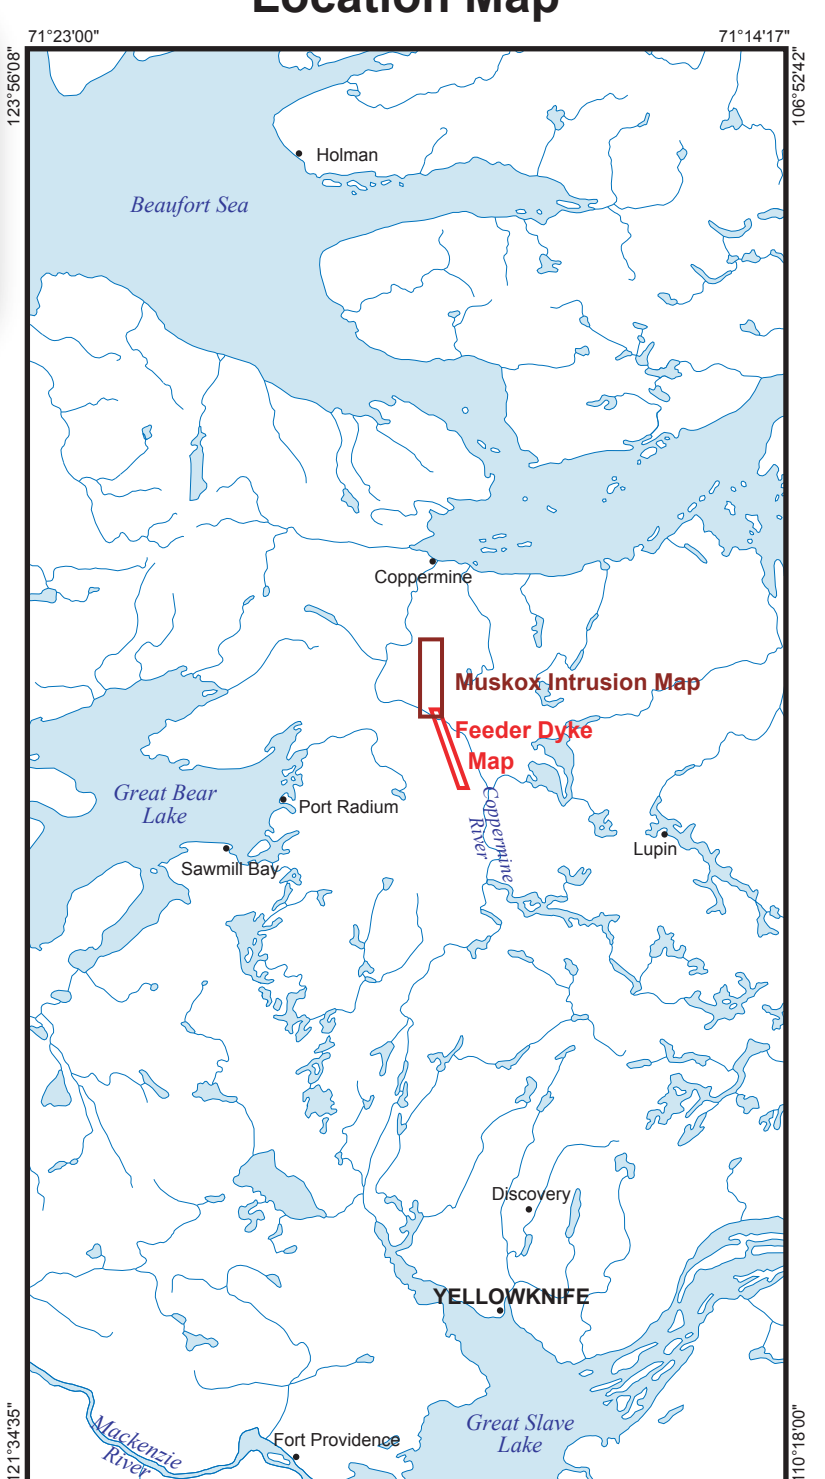 Location Map
71°23'00"
71°14'17"
123°56'08"
106°52'42"
Holman
Beaufort Sea
Coppermine
Muskox Intrusion Map
Feeder Dyke
Map
Great Bear
Lake
Port Radium
Coppermine
River
Lupin
Sawmill Bay
Discovery
YELLOWKNIFE
Great Slave
Lake
Mackenzie
River
Fort Providence
121°34'35"
110°18'00"